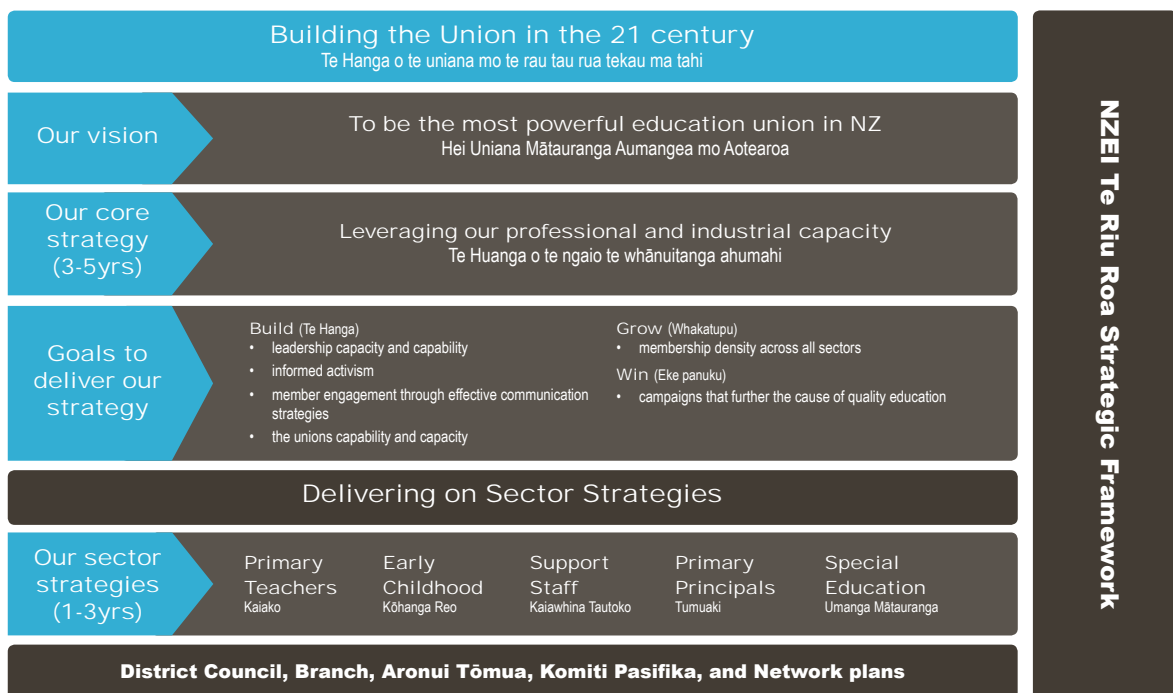 Building the Union in the 21 century
Te Hanga o te uniana mo te rau tau rua tekau ma tahi
Our vision
To be the most powerful education union in NZ
Hei Uniana Mātauranga Aumangea mo Aotearoa
Our core
strategy
(3-5yrs)
Leveraging our professional and industrial capacity
Te Huanga o te ngaio te whānuitanga ahumahi
Goals to
deliver our
strategy
Build (Te Hanga)
• leadership capacity and capability
• informed activism
• member engagement through effective communication
strategies
• the unions capability and capacity
Grow (Whakatupu)
• membership density across all sectors
Win (Eke panuku)
• campaigns that further the cause of quality education
Delivering on Sector Strategies
Our sector
strategies
(1-3yrs)
Primary
Teachers
Kaiako
Early
Childhood
Kōhanga Reo
Support
Staff
Kaiawhina Tautoko
Primary
Principals
Tumuaki
Special
Education
Umanga Mātauranga
District Council, Branch, Aronui Tōmua, Komiti Pasifika, and Network plans
NZEI Te Riu Roa Strategic Framework